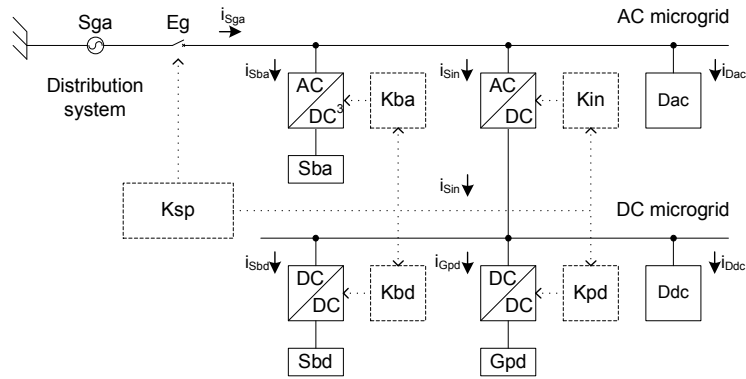 Sga
Eg
iSga
AC microgrid
Distribution
system
iSba
AC
DC3
Kba
iSin
AC
DC
Kin
Dac
iDac
Sba
Ksp
iSin
DC microgrid
iSbd
DC
DC
Kbd
iGpd
DC
DC
Kpd
Ddc
iDdc
Sbd
Gpd